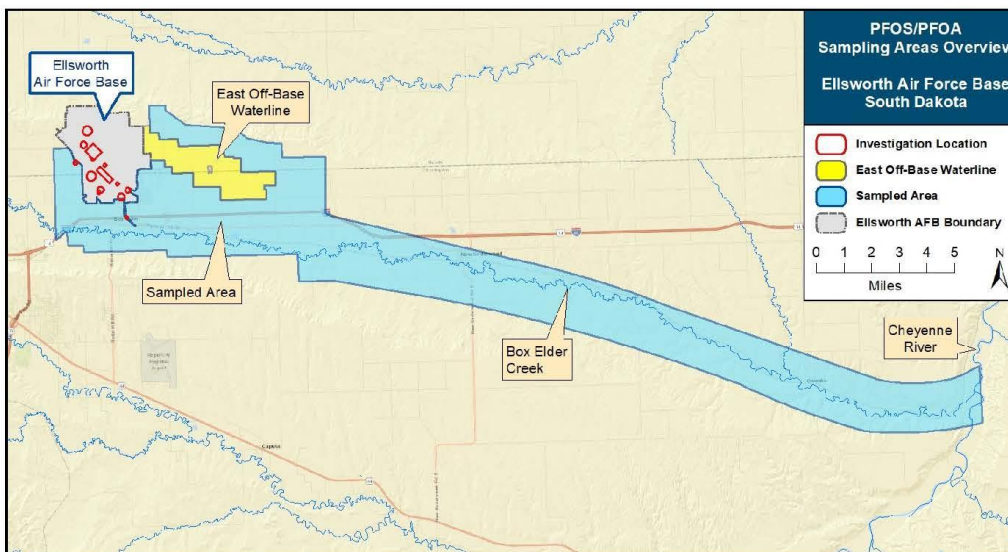 PFOS/PFOA
Sampling Areas Overview
Ellsworth Air Force Base
South Dakota
Investigation Location
East Off-Base Waterline
Sampled Area
Ellsworth AFB Boundary
0 1 2 3 4 5
Miles
N
Ellsworth
Air Force Base
East Off-Base
Waterline
Sampled Area
Box Elder
Creek
Cheyenne
River
Caputa